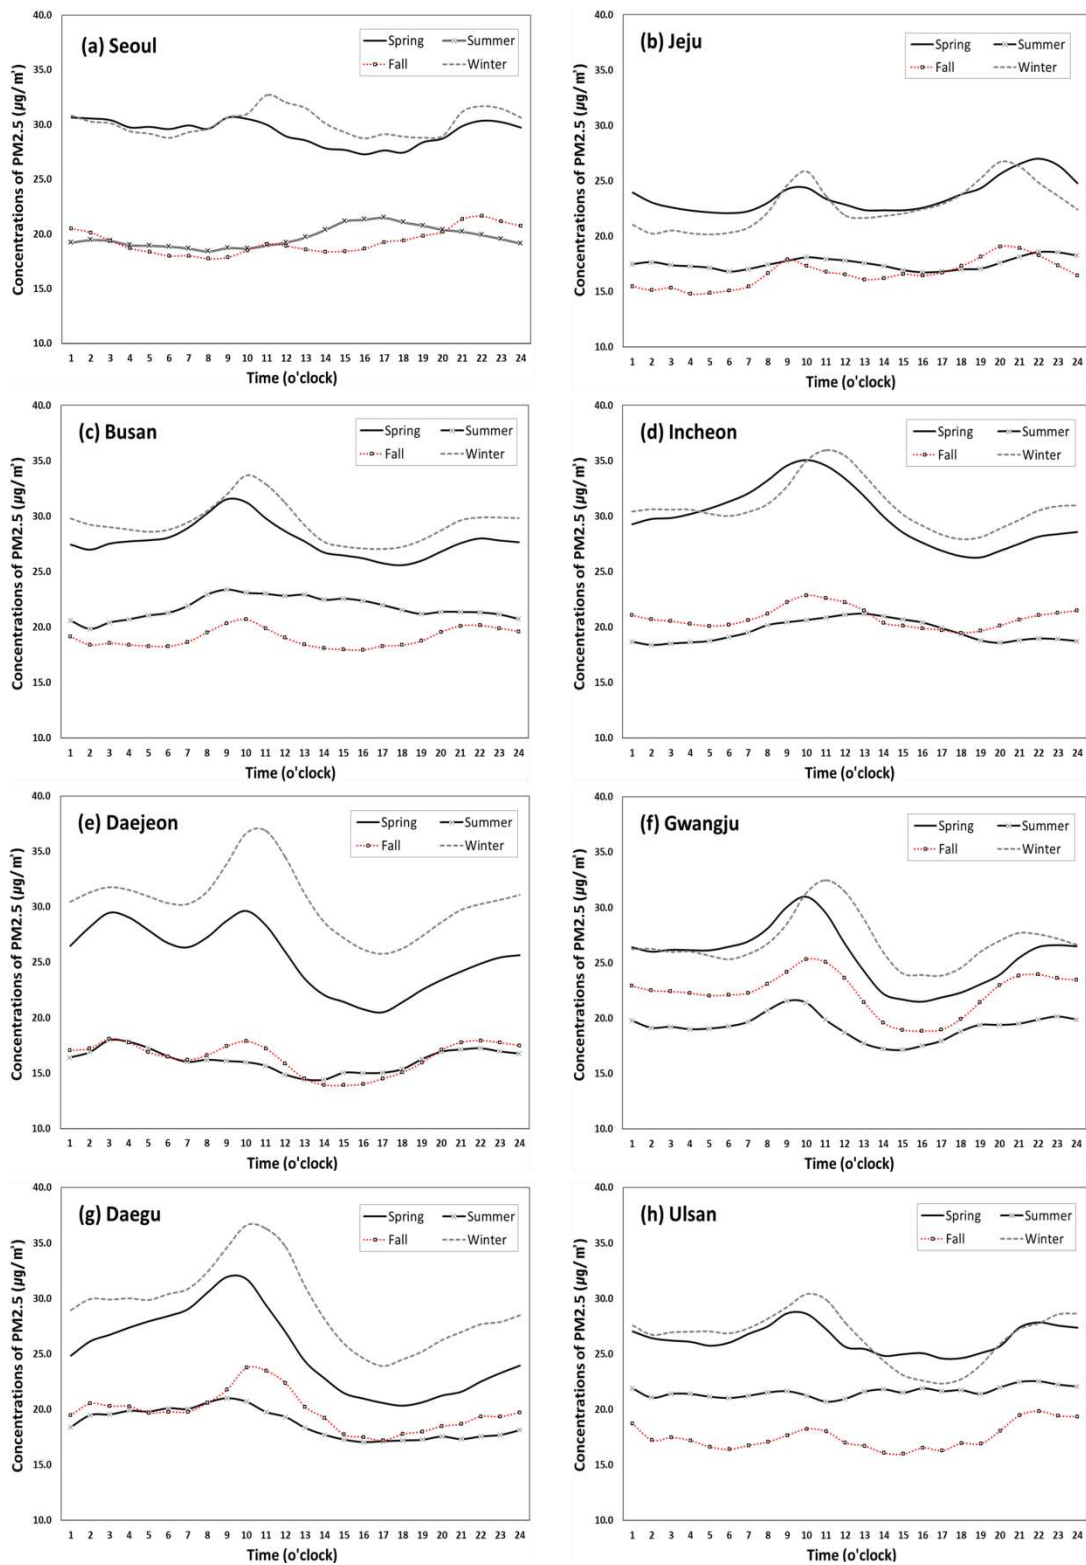 (a) Seoul
Spring Summer
Fall Winter
Concentrations of PM2.5 (µg/㎥)
40.0
35.0
30.0
25.0
20.0
15.0
10.0
1 2 3 4 5 6 7 8 9 10 11 12 13 14 15 16 17 18 19 20 21 22 23 24
Time (o'clock)
(b) Jeju
Spring Summer
Fall Winter
Concentrations of PM2.5 (µg/㎥)
40.0
35.0
30.0
25.0
20.0
15.0
10.0
1 2 3 4 5 6 7 8 9 10 11 12 13 14 15 16 17 18 19 20 21 22 23 24
Time (o'clock)
(c) Busan
Spring Summer
Fall Winter
Concentrations of PM2.5 (µg/㎥)
40.0
35.0
30.0
25.0
20.0
15.0
10.0
1 2 3 4 5 6 7 8 9 10 11 12 13 14 15 16 17 18 19 20 21 22 23 24
Time (o'clock)
(d) Incheon
Spring Summer
Fall Winter
Concentrations of PM2.5 (µg/㎥)
40.0
35.0
30.0
25.0
20.0
15.0
10.0
1 2 3 4 5 6 7 8 9 10 11 12 13 14 15 16 17 18 19 20 21 22 23 24
Time (o'clock)
(e) Daejeon
Spring Summer
Fall Winter
Concentrations of PM2.5 (µg/㎥)
40.0
35.0
30.0
25.0
20.0
15.0
10.0
1 2 3 4 5 6 7 8 9 10 11 12 13 14 15 16 17 18 19 20 21 22 23 24
Time (o'clock)
(f) Gwangju
Spring Summer
Fall Winter
Concentrations of PM2.5 (µg/㎥)
40.0
35.0
30.0
25.0
20.0
15.0
10.0
1 2 3 4 5 6 7 8 9 10 11 12 13 14 15 16 17 18 19 20 21 22 23 24
Time (o'clock)
(g) Daegu
Spring Summer
Fall Winter
Concentrations of PM2.5 (µg/㎥)
40.0
35.0
30.0
25.0
20.0
15.0
10.0
1 2 3 4 5 6 7 8 9 10 11 12 13 14 15 16 17 18 19 20 21 22 23 24
Time (o'clock)
(h) Ulsan
Spring Summer
Fall Winter
Concentrations of PM2.5 (µg/㎥)
40.0
35.0
30.0
25.0
20.0
15.0
10.0
1 2 3 4 5 6 7 8 9 10 11 12 13 14 15 16 17 18 19 20 21 22 23 24
Time (o'clock)